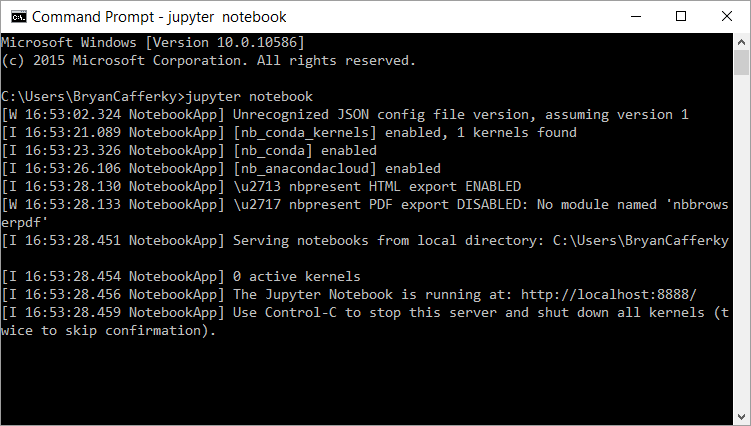 Command Prompt - jupyter  notebook
Microsoft Windows [Version 10.0.10586]
(c) 2015 Microsoft Corporation. All rights reserved.
C:\Users\BryanCafferky>jupyter notebook
[W 16:53:02.324 NotebookApp] Unrecognized JSON config file version, assuming version 1
[I 16:53:21.089 NotebookApp] [nb_conda_kernels] enabled, 1 kernels found
[I 16:53:23.326 NotebookApp] [nb_conda] enabled
[I 16:53:26.106 NotebookApp] [nb_anacondacloud] enabled
[I 16:53:28.130 NotebookApp] \u2713 nbpresent HTML export ENABLED
[W 16:53:28.133 NotebookApp] \u2717 nbpresent PDF export DISABLED: No module named 'nbbrows
erpdf'
[I 16:53:28.451 NotebookApp] Serving notebooks from local directory: C:\Users\BryanCafferky
[I 16:53:28.454 NotebookApp] 0 active kernels
[I 16:53:28.456 NotebookApp] The Jupyter Notebook is running at: http://localhost:8888/
[I 16:53:28.459 NotebookApp] Use Control-C to stop this server and shut down all kernels (t
wice to skip confirmation).